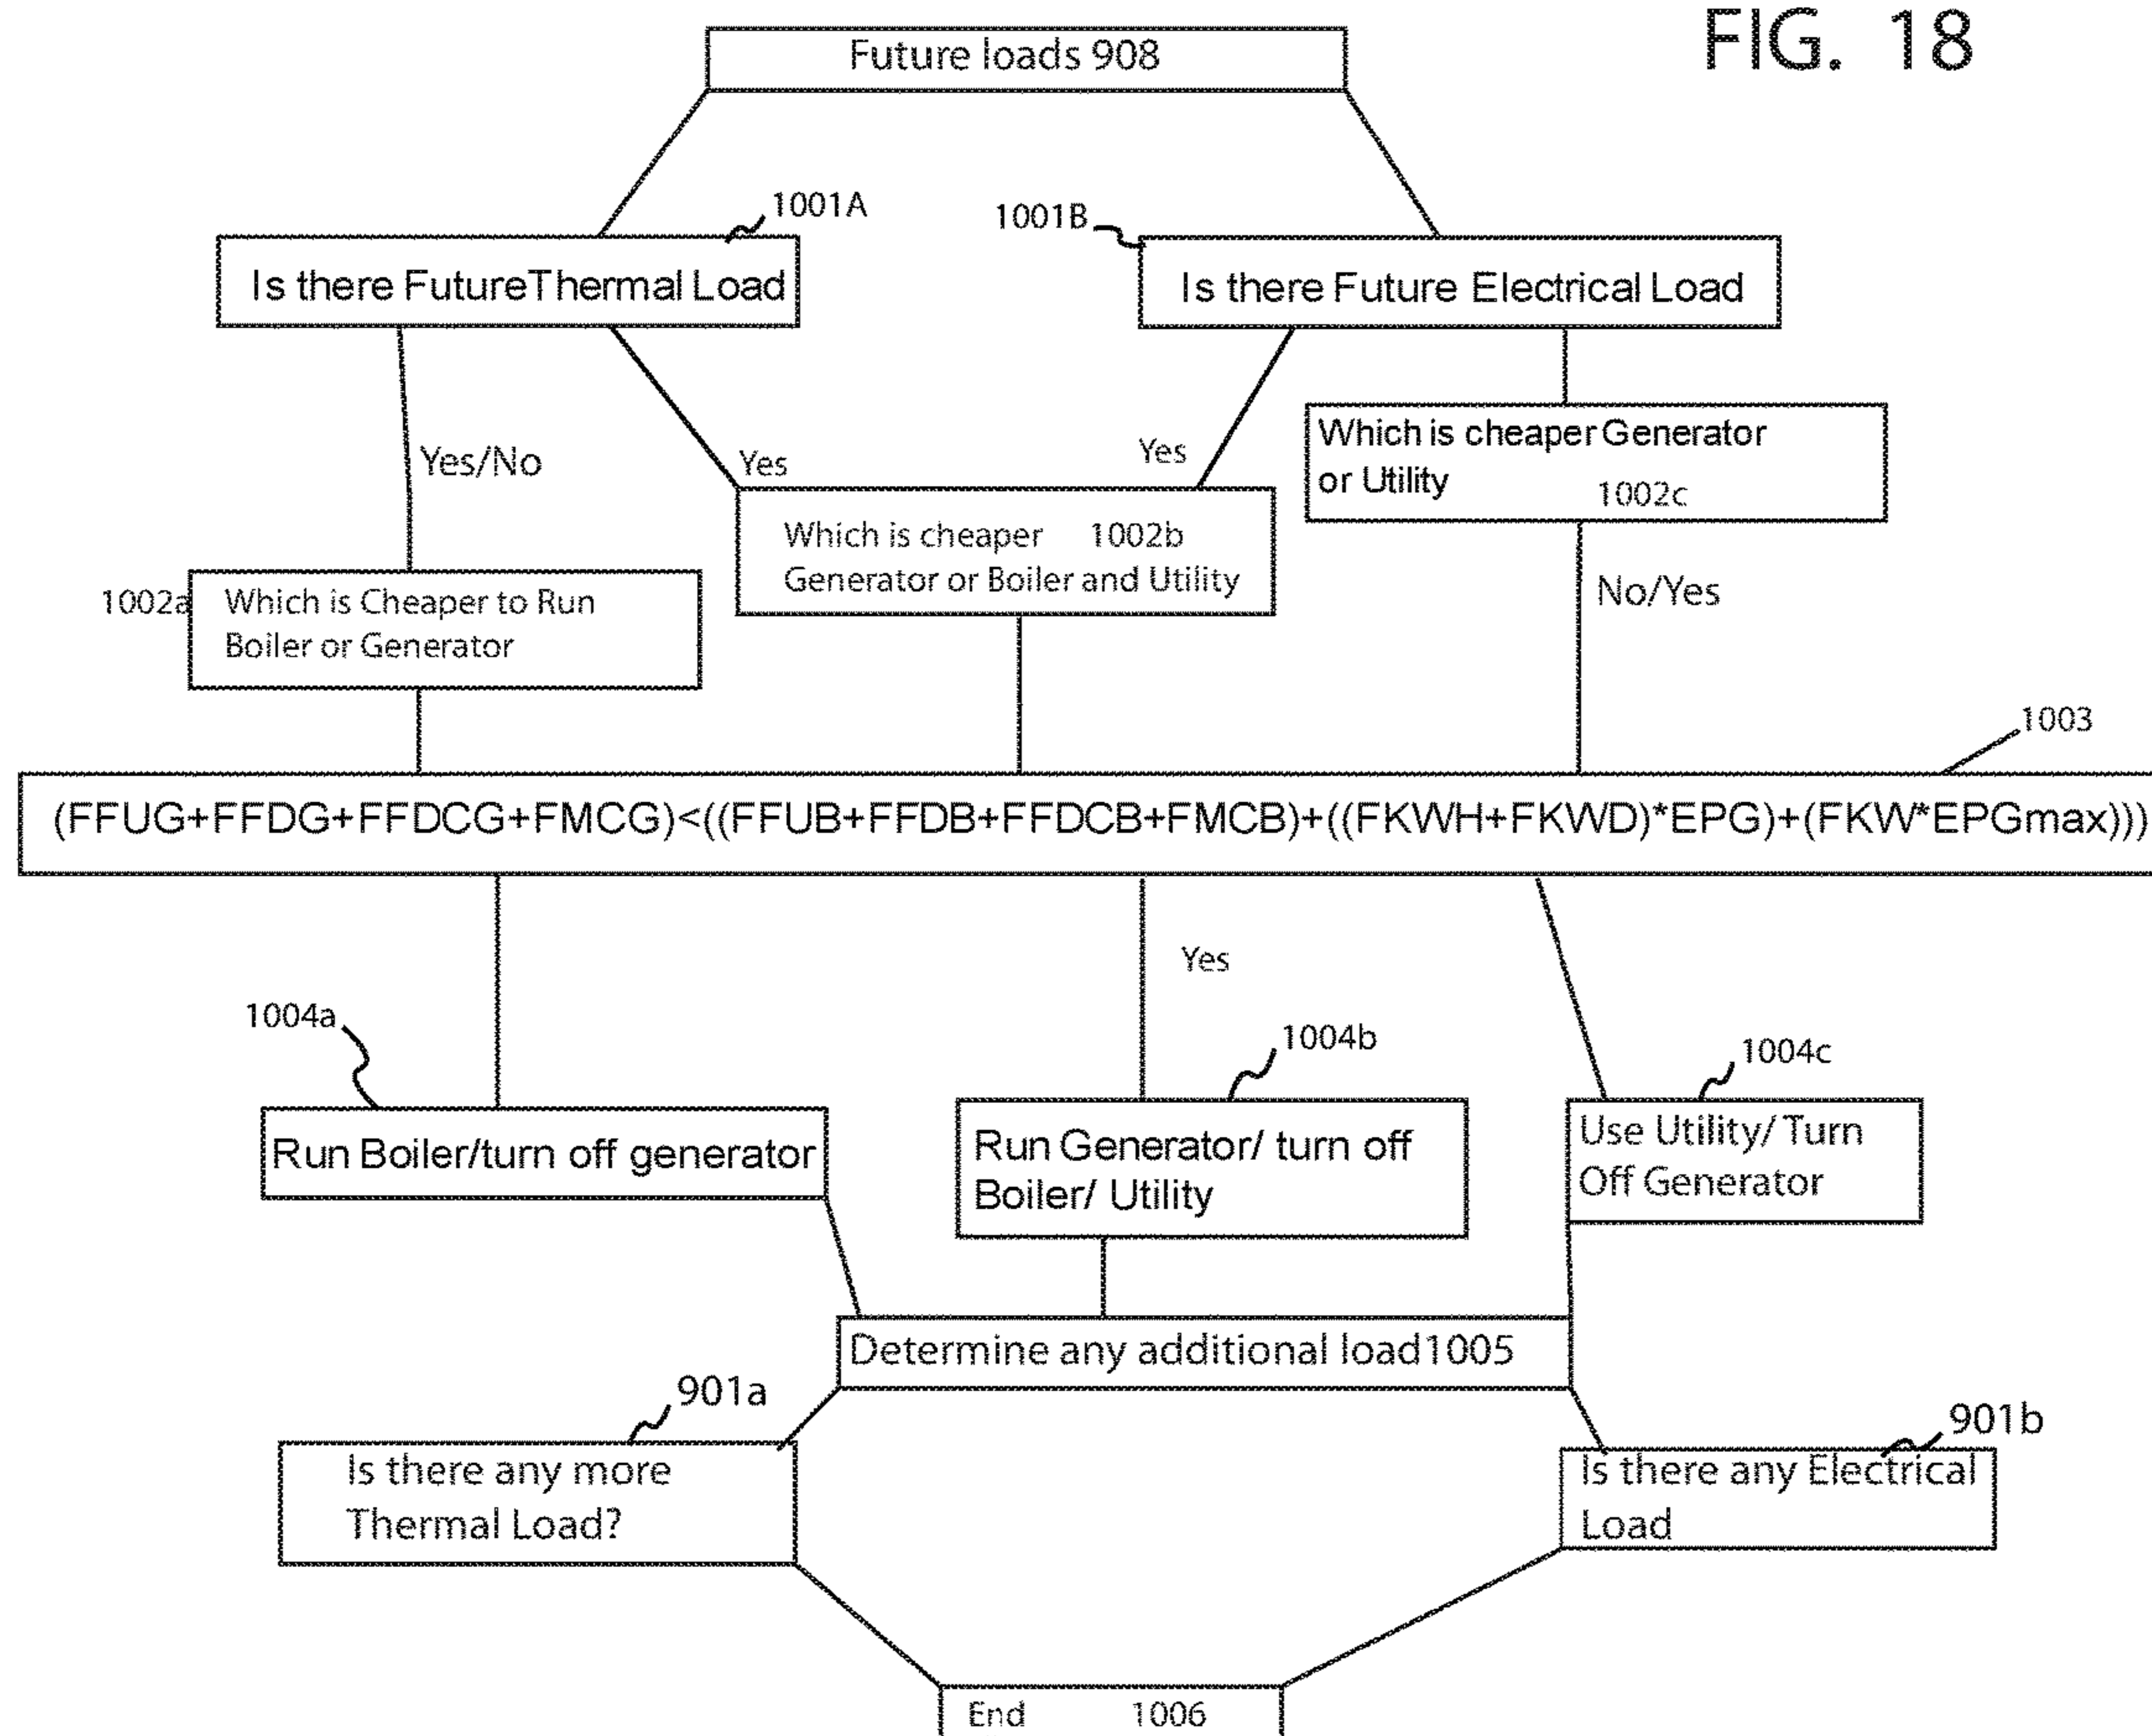 FIG. 18
Future loads 908
1001A
1001B
Is there FutureThermal Load
Is there Future Electrical Load
Yes/No
Yes
Yes
Which is cheaper Generator
or Utility
1002c
Which is cheaper 1002b
Generator or Boiler and Utility
1002a
Which is Cheaper to Run
Boiler or Generator
No/Yes
1003
(FFUG+FFDG+FFDCG+FMCG)<((FFUB+FFDB+FFDCB+FMCB)+((FKWH+FKWD)*EPG)+(FKW*EPGmax)))
Yes
1004a
1004b
1004c
Run Boiler/turn off generator
Run Generator/ turn off
Boiler/ Utility
Use Utility/ Turn
Off Generator
Determine any additional load1005
901a
901b
Is there any more
Thermal Load?
Is there any Electrical
Load
End 1006